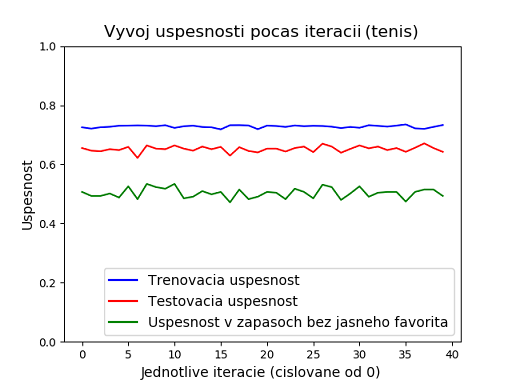 Vyvoj uspesnosti pocas iteracii (tenis)
1.0
0.8
0.6
0.4
0.2
0.0
Uspesnost
Trenovacia uspesnost
Testovacia uspesnost
Uspesnost v zapasoch bez jasneho favorita
0 5 10 15 20 25 30 35 40
Jednotlive iteracie (cislovane od 0)